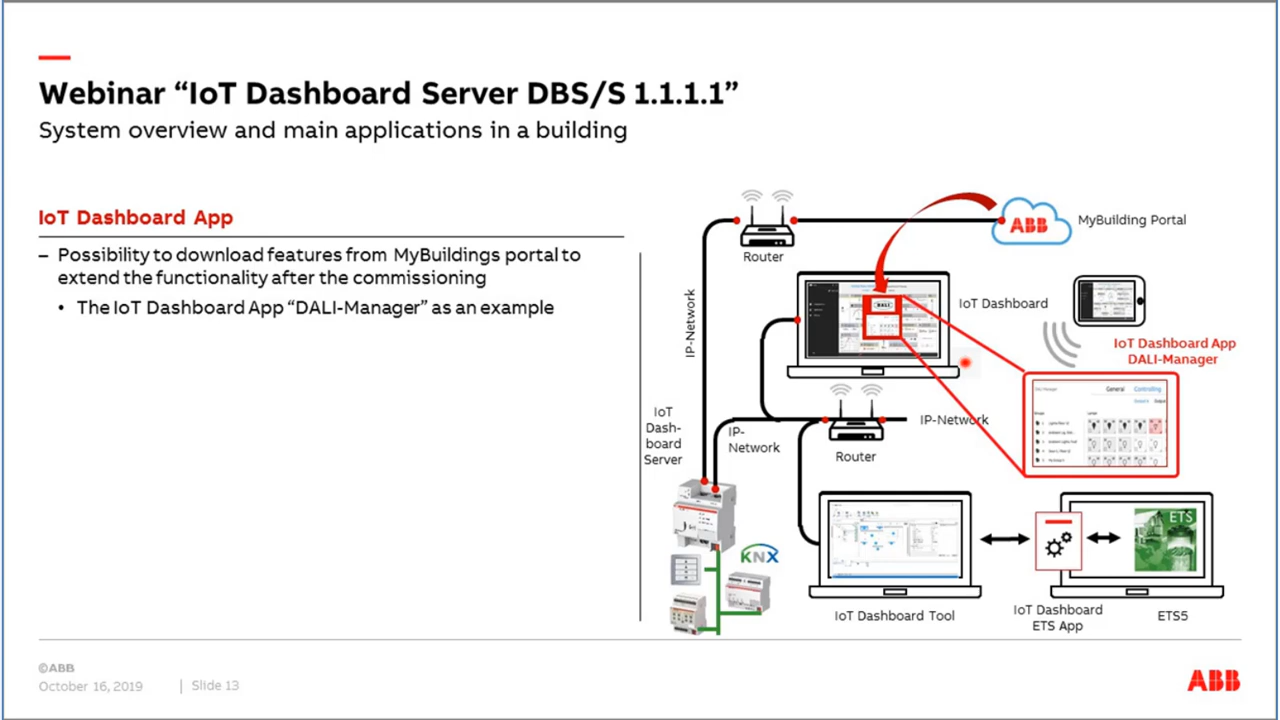 Webinar “IoT Dashboard Server DBS/S 1.1.1.1”
System overview and main applications in a building
IoT Dashboard App
– Possibility to download features from MyBuildings portal to
extend the functionality after the commissioning
• The IoT Dashboard App “DALI-Manager” as an example
ABB
MyBuilding Portal
Router
IP-Network
IoT Dashboard
DALI
IoT Dashboard App
DALI-Manager
General
Controlling
IoT
Dash-
board
Server
IP-
Network
IP-Network
Router
KNX
ETS
IoT Dashboard Tool
IoT Dashboard
ETS App
ETS5
©ABB
October 16, 2019 | Slide 13
ABB